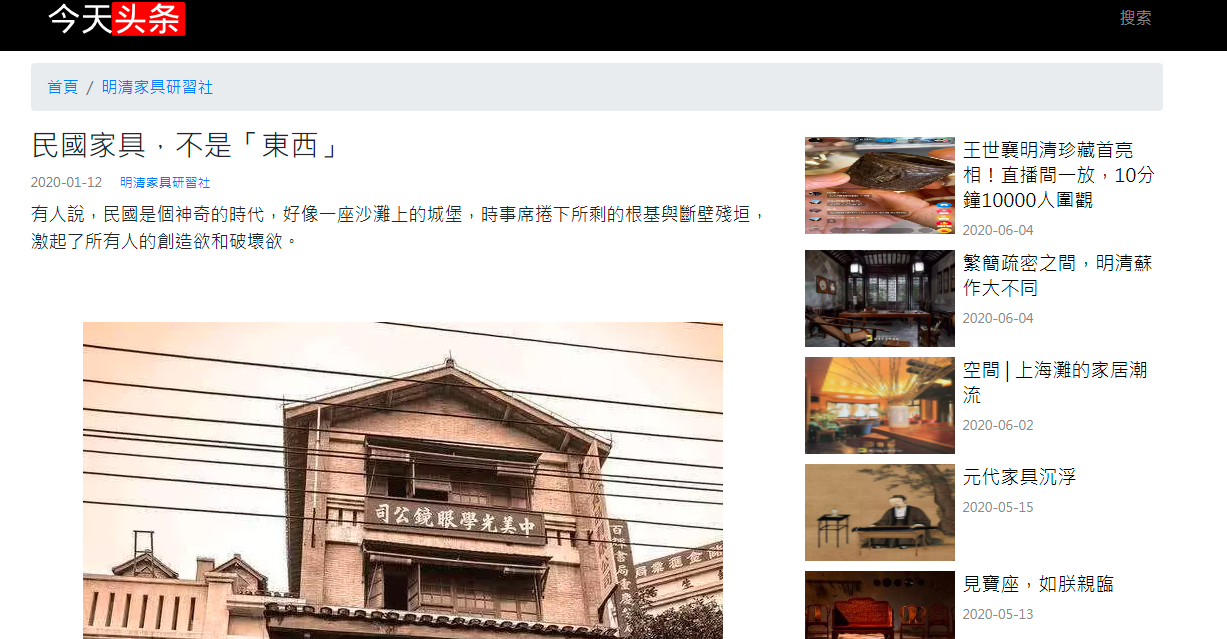 今天头条
搜索
首頁 / 明清家具研習社
民國家具，不是「東西」
2020-01-12 明清家具研習社
有人說，民國是個神奇的時代，好像一座沙灘上的城堡，時事席捲下所剩的根基與斷壁殘垣，
激起了所有人的創造欲和破壞欲。
司公鏡眼學光美中
王世襄明清珍藏首亮
相！直播間一放，10分
鐘10000人圍觀
2020-06-04
繁簡疏密之間，明清蘇
作大不同
2020-06-04
空間 | 上海灘的家居潮
流
2020-06-02
元代家具沉浮
2020-05-15
見寶座，如朕親臨
2020-05-13